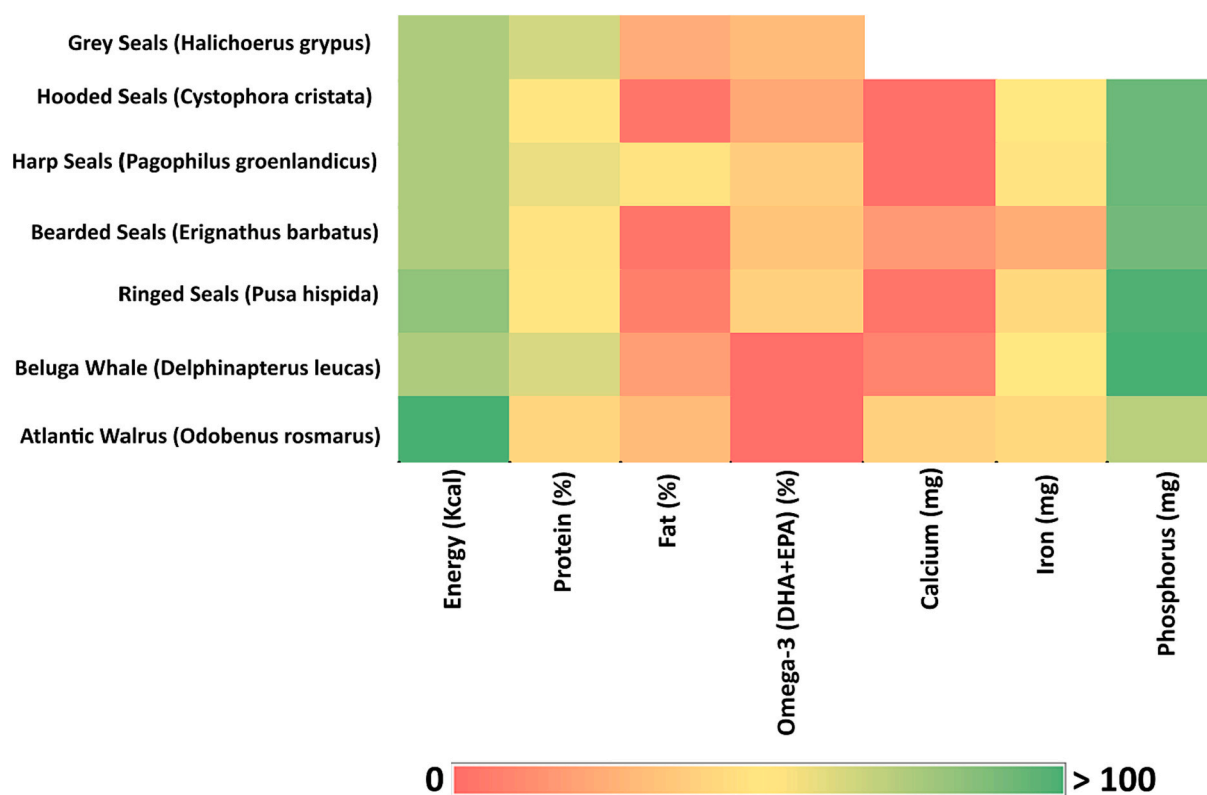 Grey Seals (Halichoerus grypus)
Hooded Seals (Cystophora cristata)
Harp Seals (Pagophilus groenlandicus)
Bearded Seals (Erignathus barbatus)
Ringed Seals (Pusa hispida)
Beluga Whale (Delphinapterus leucas)
Atlantic Walrus (Odobenus rosmarus)
Energy (Kcal)
Protein (%)
Fat (%)
Omega-3 (DHA+EPA) (%)
Calcium (mg)
Iron (mg)
Phosphorus (mg)
0
> 100